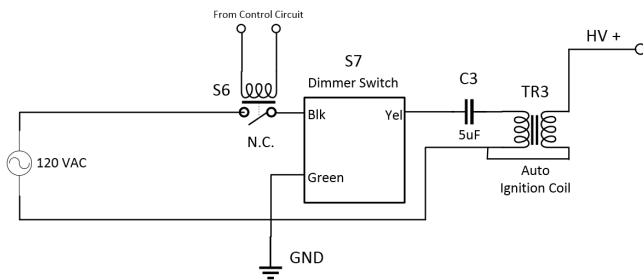 From Control Circuit
HV +
S7
Dimmer Switch
S6
C3
TR3
Blk
Yel
N.C.
5uF
120 VAC
Green
Auto
Ignition Coil
GND